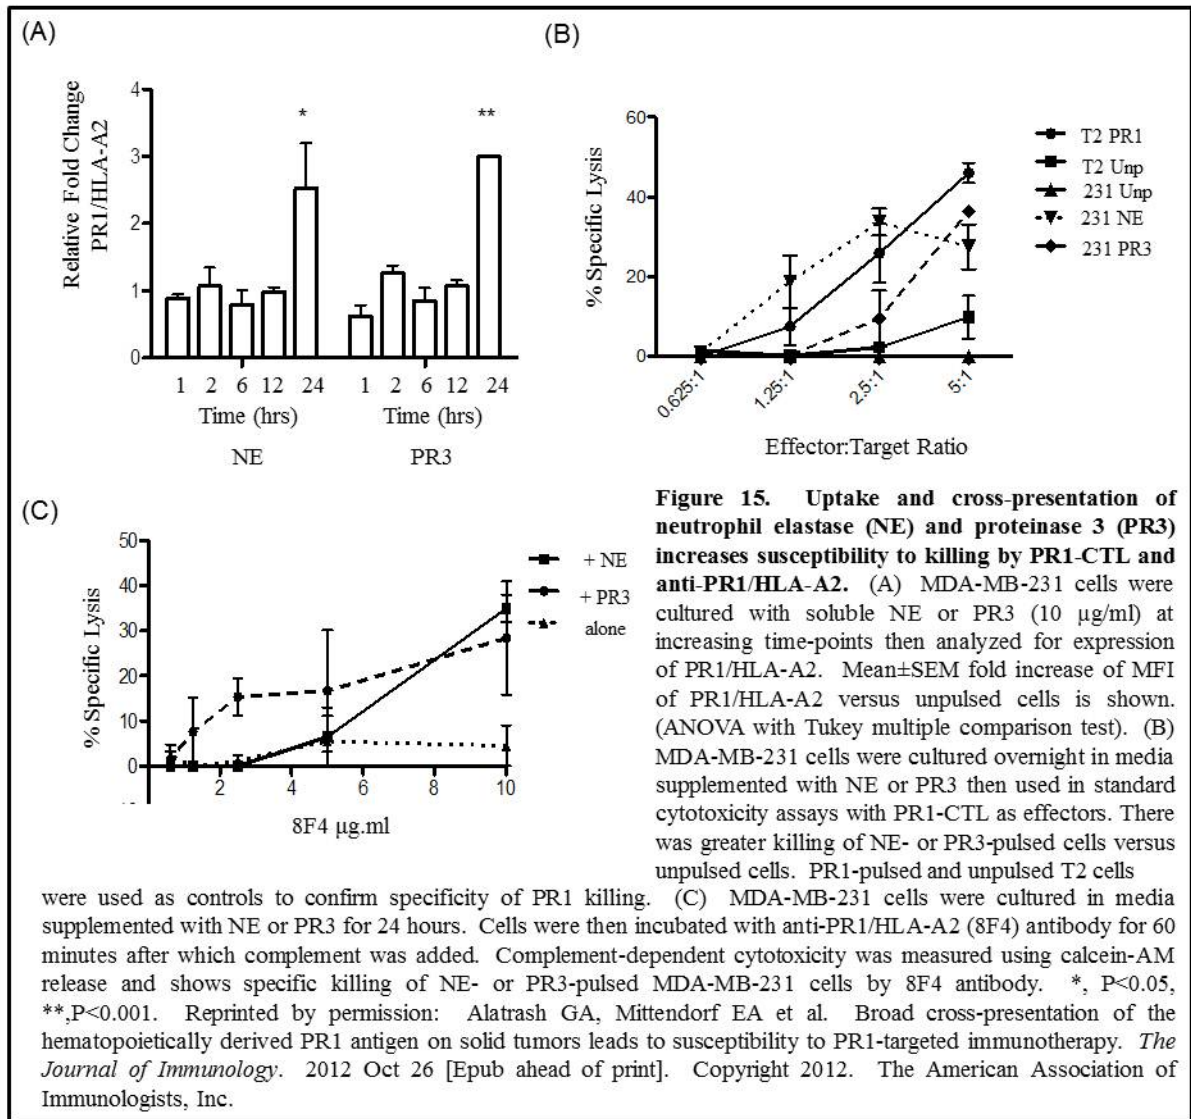 (A)
Relative Fold Change
PR1/HLA-A2
4
3
2
1
0
*
**
1 2 6 12 24 1 2 6 12 24
Time (hrs) Time (hrs)
NE PR3
(B)
% Specific Lysis
60
40
20
0
0.625:1 1.25:1 2.5:1 5:1
Effector:Target Ratio
T2 PR1
T2 Unp
231 Unp
231 NE
231 PR3
(C)
% Specific Lysis
50
40
30
20
10
0
2 4 6 8 10
8F4 µg.ml
+ NE
+ PR3
alone
Figure 15. Uptake and cross-presentation of
neutrophil elastase (NE) and proteinase 3 (PR3)
increases susceptibility to killing by PR1-CTL and
anti-PR1/HLA-A2. (A) MDA-MB-231 cells were
cultured with soluble NE or PR3 (10 µg/ml) at
increasing time-points then analyzed for expression
of PR1/HLA-A2. Mean±SEM fold increase of MFI
of PR1/HLA-A2 versus unpulsed cells is shown.
(ANOVA with Tukey multiple comparison test). (B)
MDA-MB-231 cells were cultured overnight in media
supplemented with NE or PR3 then used in standard
cytotoxicity assays with PR1-CTL as effectors. There
was greater killing of NE- or PR3-pulsed cells versus
unpulsed cells. PR1-pulsed and unpulsed T2 cells
were used as controls to confirm specificity of PR1 killing. (C) MDA-MB-231 cells were cultured in media
supplemented with NE or PR3 for 24 hours. Cells were then incubated with anti-PR1/HLA-A2 (8F4) antibody for 60
minutes after which complement was added. Complement-dependent cytotoxicity was measured using calcein-AM
release and shows specific killing of NE- or PR3-pulsed MDA-MB-231 cells by 8F4 antibody. *, P<0.05,
**,P<0.001. Reprinted by permission: Alatrash GA, Mittendorf EA et al. Broad cross-presentation of the
hematopoietically derived PR1 antigen on solid tumors leads to susceptibility to PR1-targeted immunotherapy. The
Journal of Immunology. 2012 Oct 26 [Epub ahead of print]. Copyright 2012. The American Association of
Immunologists, Inc.